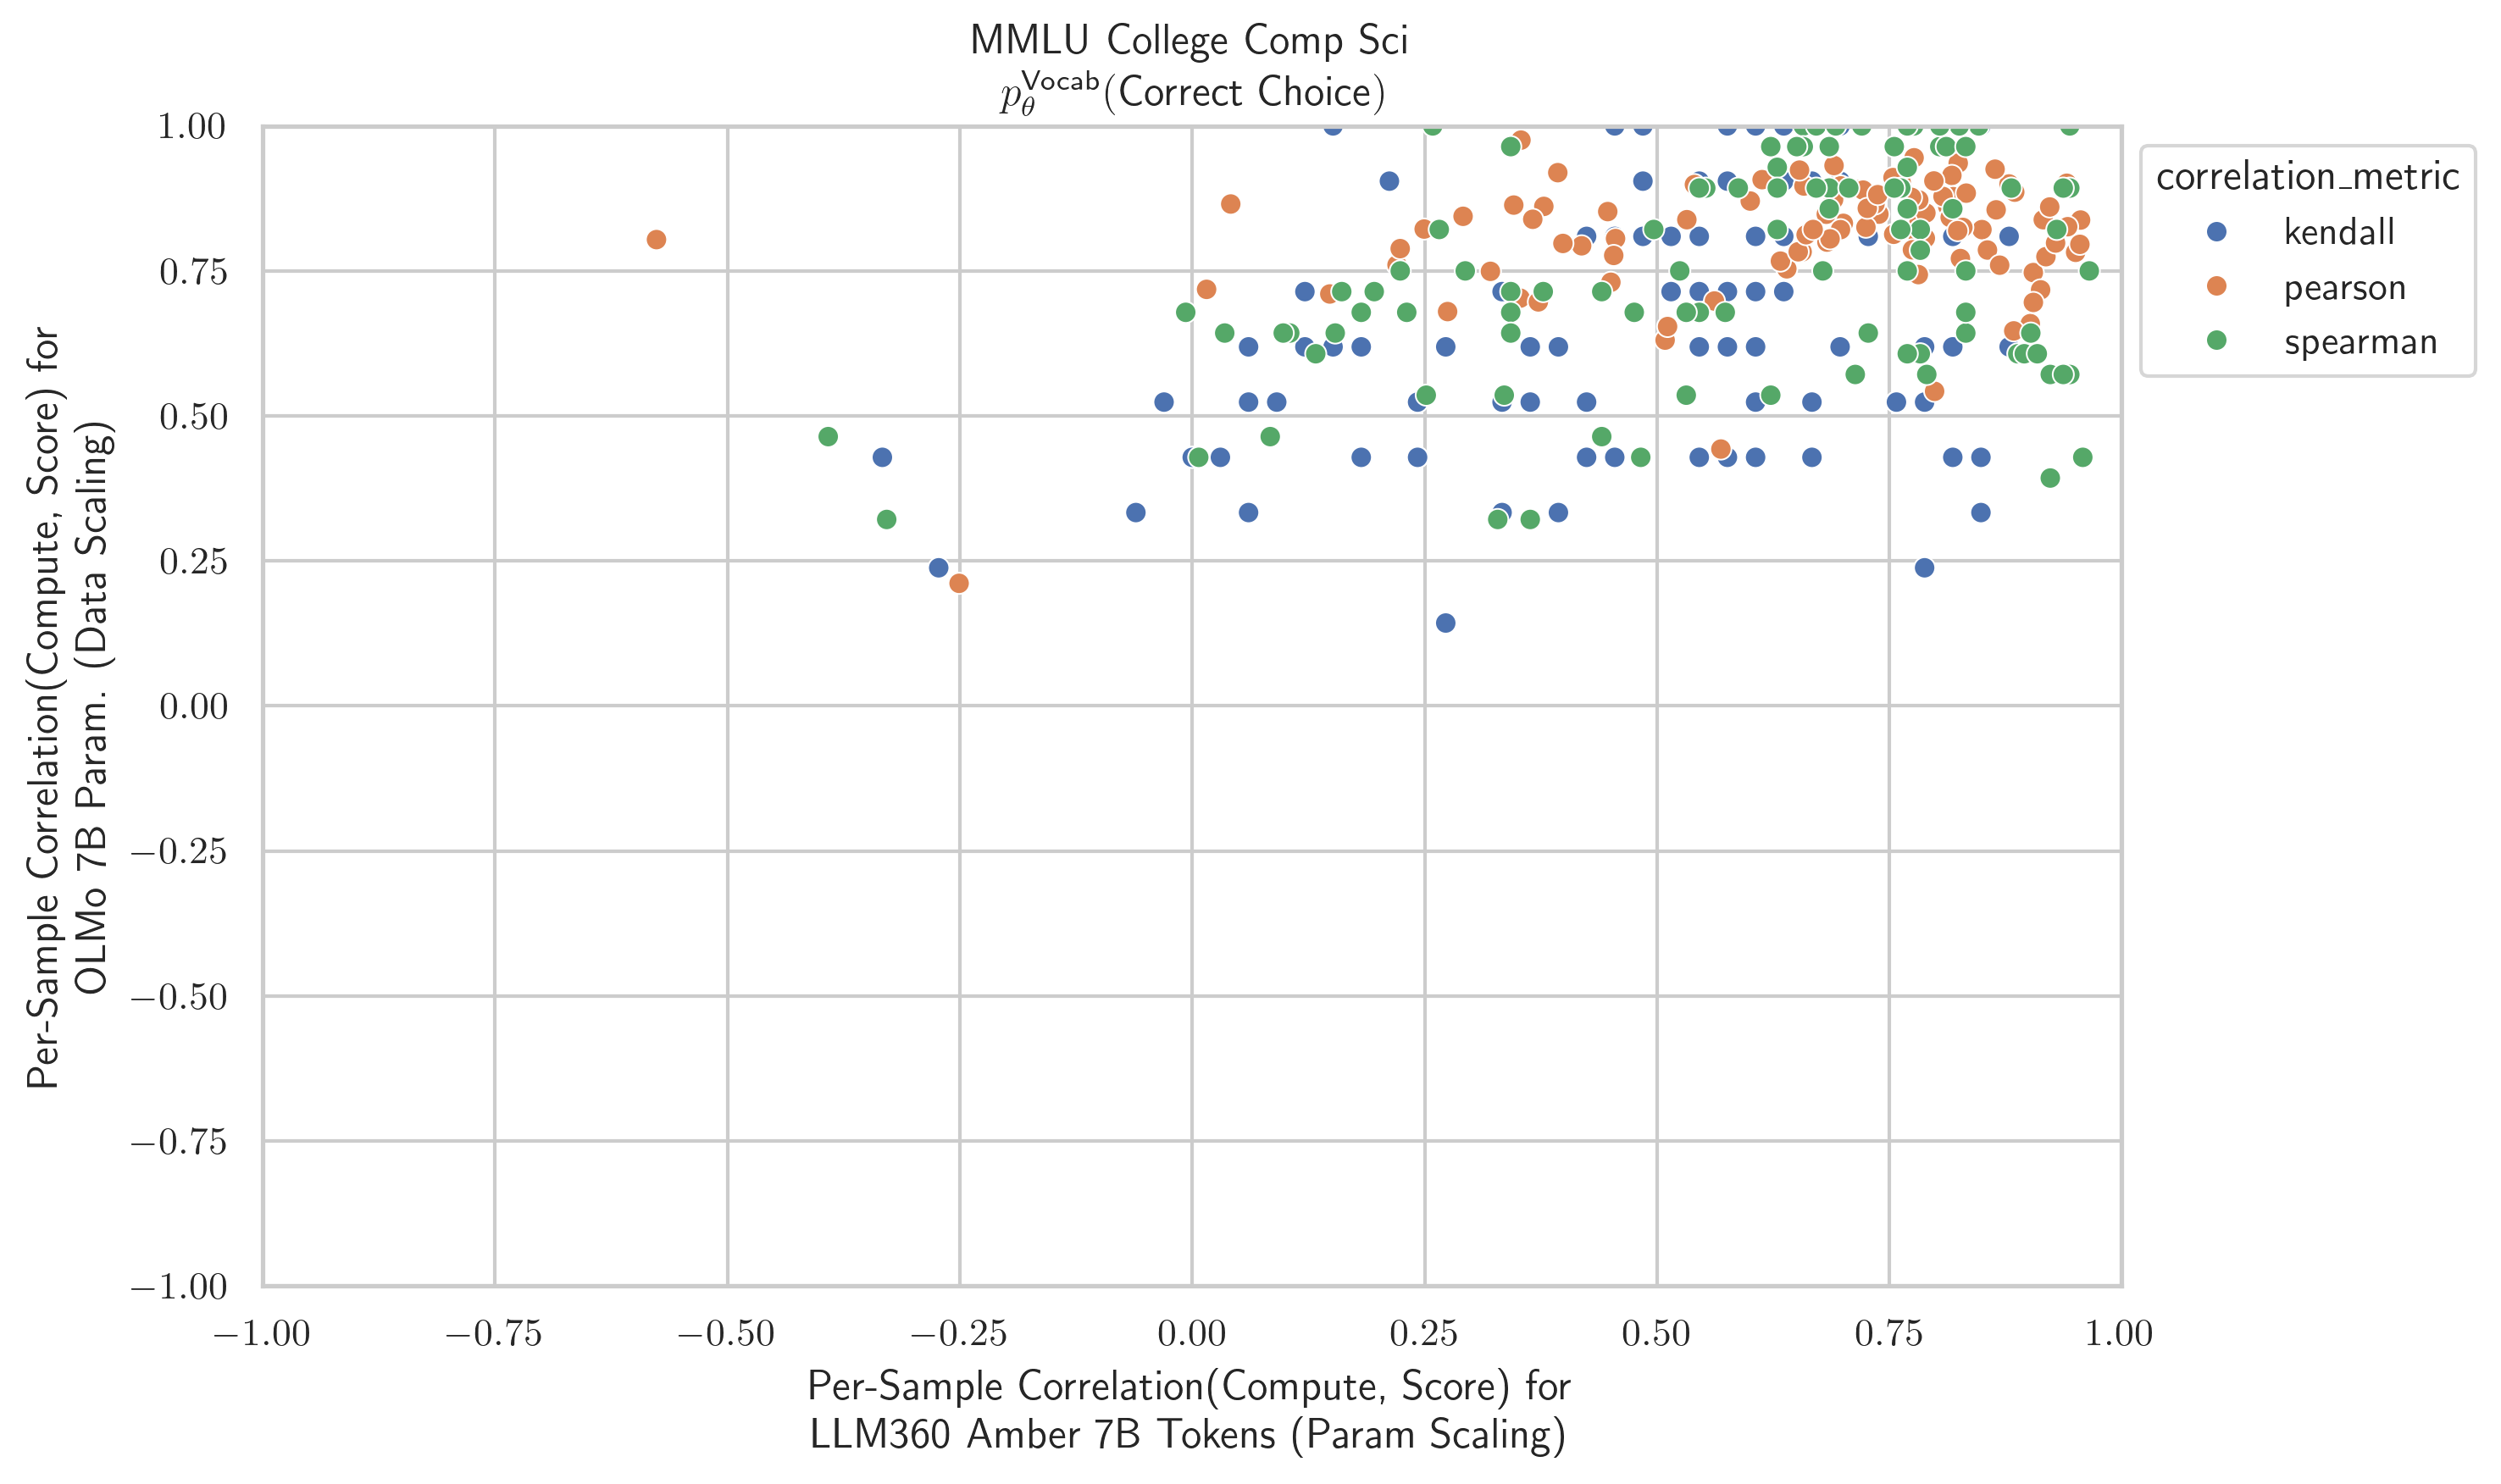 MMLU College Comp Sci
p_θ^Vocab(Correct Choice)
1.00
0.75
0.50
0.25
0.00
−0.25
−0.50
−0.75
−1.00
Per-Sample Correlation(Compute, Score) for
OLMo 7B Param. (Data Scaling)
−1.00
−0.75
−0.50
−0.25
0.00
0.25
0.50
0.75
1.00
Per-Sample Correlation(Compute, Score) for
LLM360 Amber 7B Tokens (Param Scaling)
correlation_metric
kendall
pearson
spearman